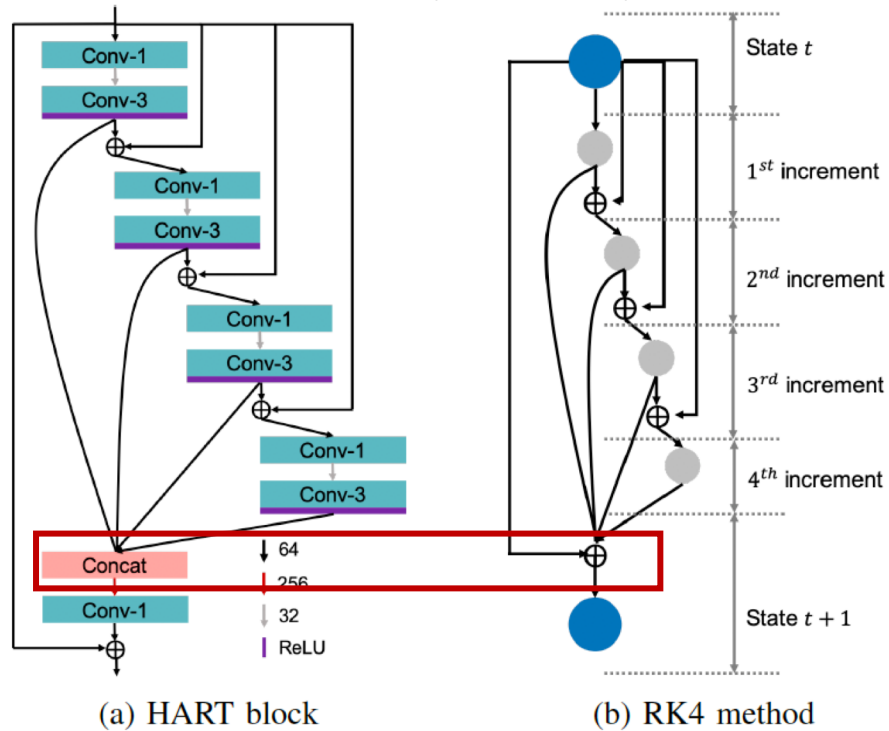 Conv-1
Conv-3
Conv-1
Conv-3
Conv-1
Conv-3
Conv-1
Conv-3
Concat
Conv-1
64
256
32
ReLU
(a) HART block
State t
1st increment
2nd increment
3rd increment
4th increment
State t + 1
(b) RK4 method